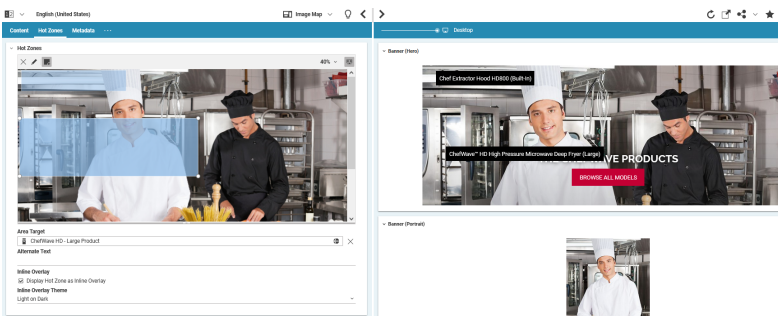 English (United States)
Image Map
Content Hot Zones Metadata ···
Desktop
Hot Zones
40%
Area Target
ChefWave HD - Large Product
Alternate Text
Inline Overlay
Display Hot Zone as Inline Overlay
Inline Overlay Theme
Light on Dark
Banner (Hero)
Chef Extractor Hood HD800 (Built-In)
ChefWave™ HD High Pressure Microwave Deep Fryer (Large)
VE PRODUCTS
BROWSE ALL MODELS
Banner (Portrait)